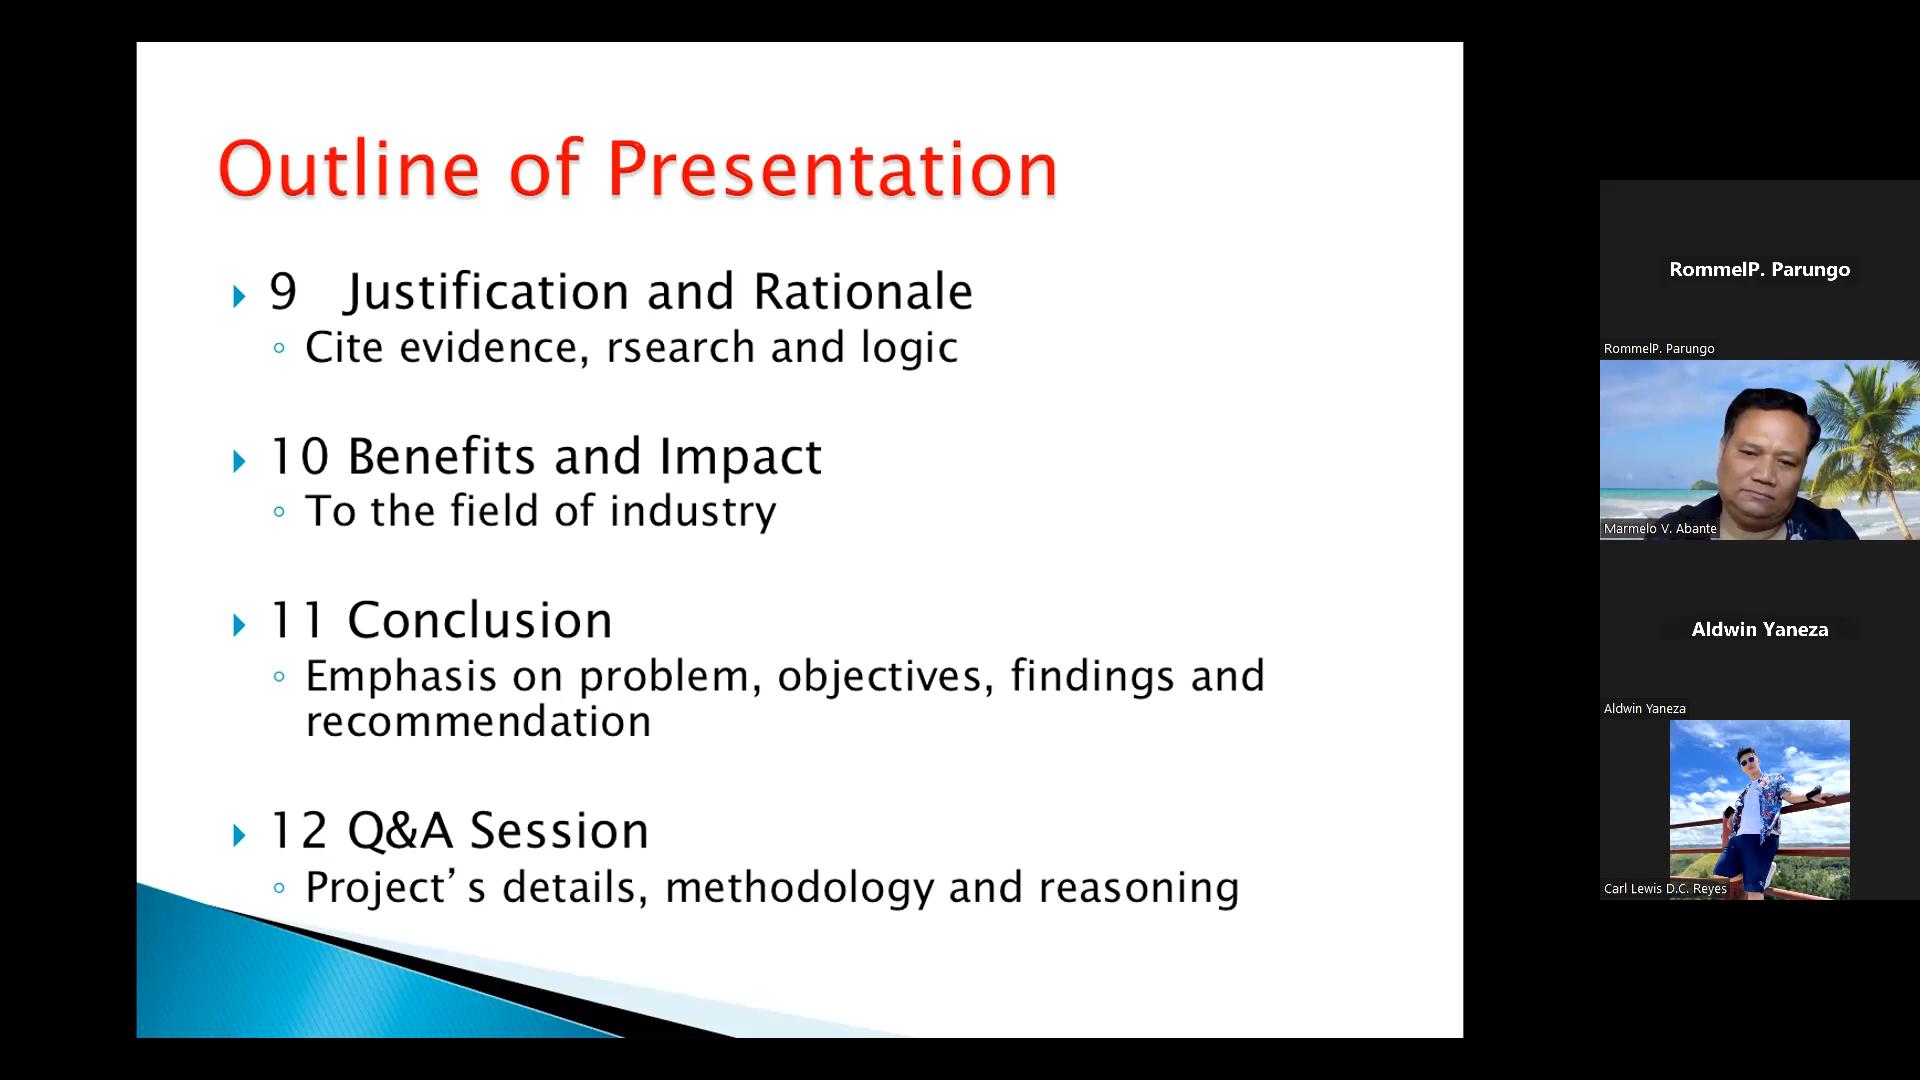 Outline of Presentation
9 Justification and Rationale
Cite evidence, rsearch and logic
10 Benefits and Impact
To the field of industry
11 Conclusion
Emphasis on problem, objectives, findings and
recommendation
12 Q&A Session
Project's details, methodology and reasoning
RommelP. Parungo
RommelP. Parungo
Marmelo V. Abante
Aldwin Yaneza
Aldwin Yaneza
Carl Lewis D.C. Reyes